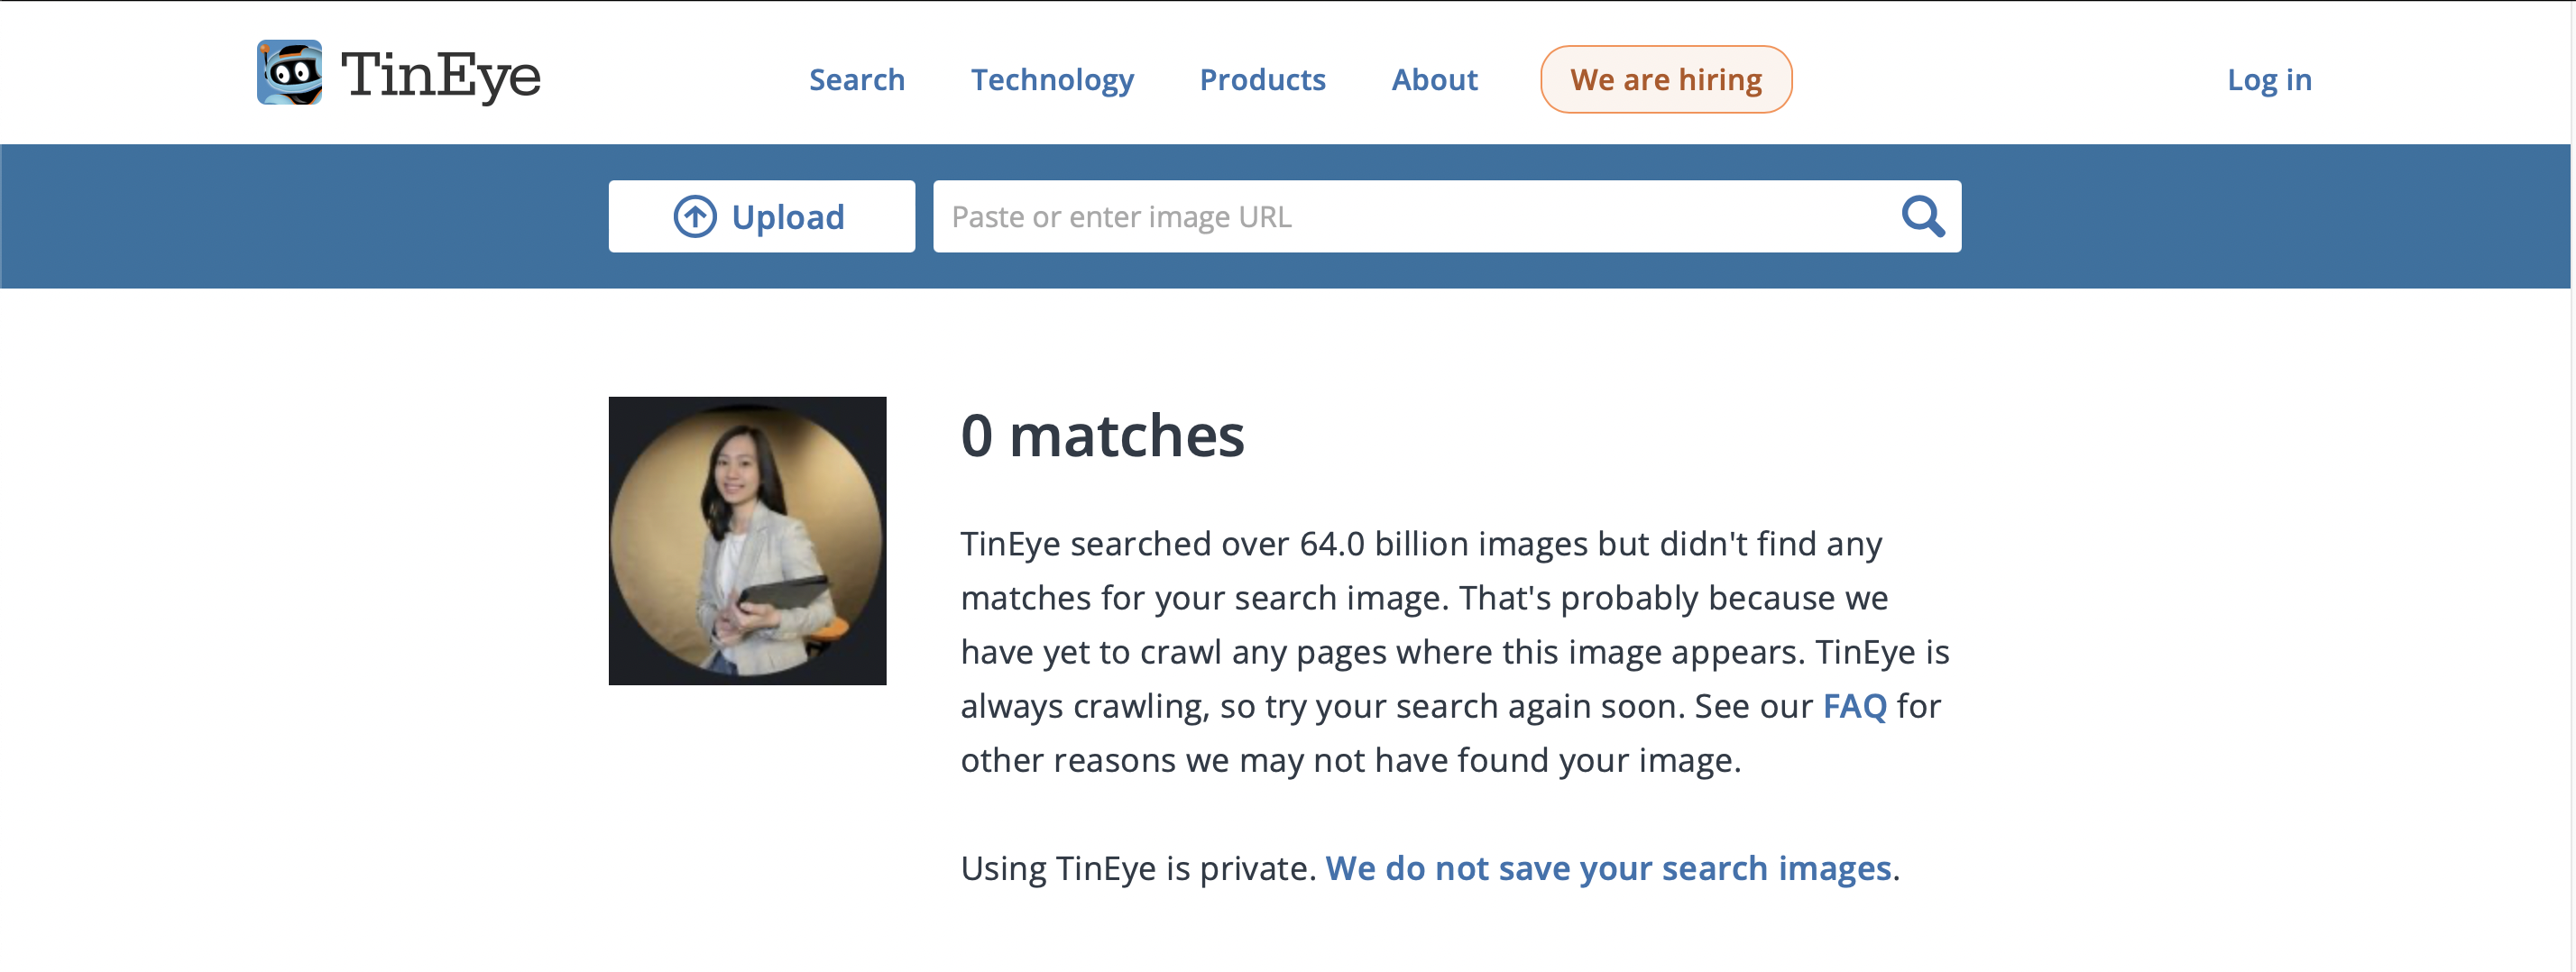 TinEye
Search
Technology
Products
About
We are hiring
Log in
Upload
Paste or enter image URL
0 matches
TinEye searched over 64.0 billion images but didn't find any
matches for your search image. That's probably because we
have yet to crawl any pages where this image appears. TinEye is
always crawling, so try your search again soon. See our FAQ for
other reasons we may not have found your image.
Using TinEye is private. We do not save your search images.